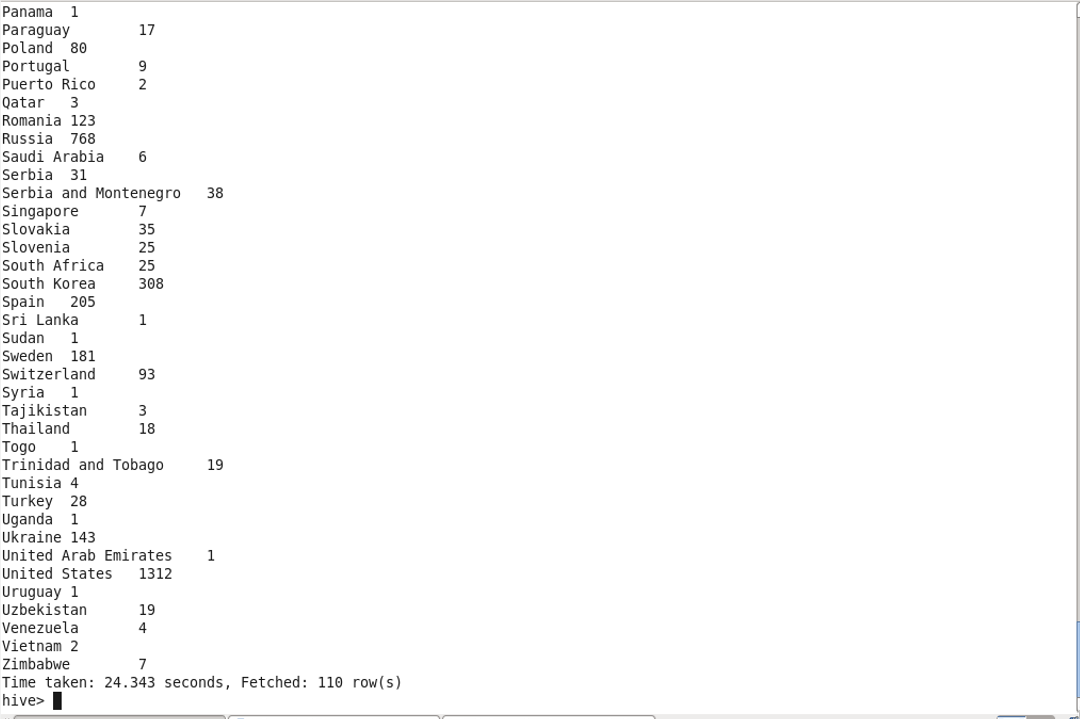 Panama 1
Paraguay 17
Poland 80
Portugal 9
Puerto Rico 2
Qatar 3
Romania 123
Russia 768
Saudi Arabia 6
Serbia 31
Serbia and Montenegro 38
Singapore 7
Slovakia 35
Slovenia 25
South Africa 25
South Korea 308
Spain 205
Sri Lanka 1
Sudan 1
Sweden 181
Switzerland 93
Syria 1
Tajikistan 3
Thailand 18
Togo 1
Trinidad and Tobago 19
Tunisia 4
Turkey 28
Uganda 1
Ukraine 143
United Arab Emirates 1
United States 1312
Uruguay 1
Uzbekistan 19
Venezuela 4
Vietnam 2
Zimbabwe 7
Time taken: 24.343 seconds, Fetched: 110 row(s)
hive>